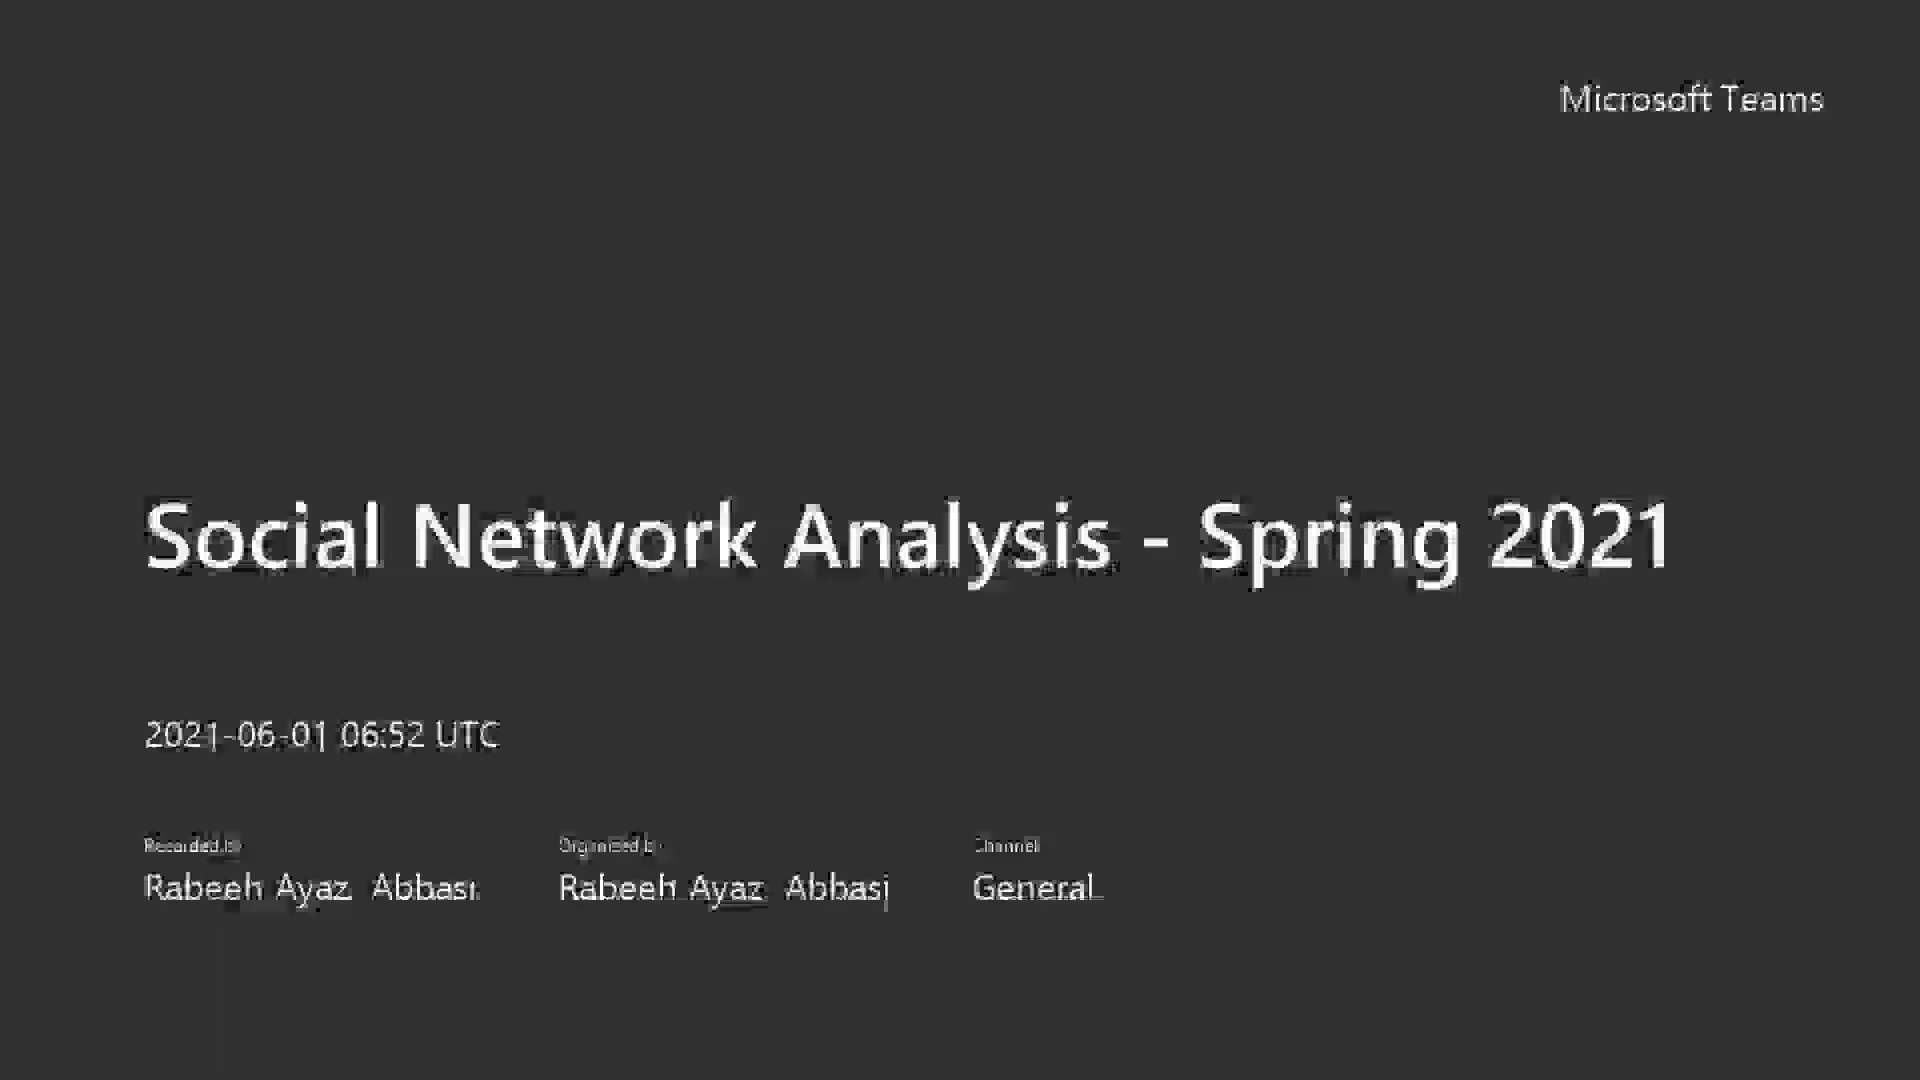 Microsoft Teams
Social Network Analysis - Spring 2021
2021-06-01 06:52 UTC
Recorded by Organized by Channel
Rabeeh Ayaz Abbasi Rabeeh Ayaz Abbasi General